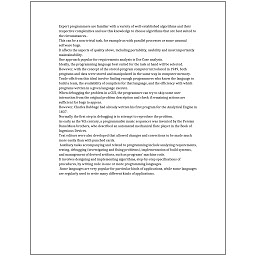 Expert programmers are familiar with a variety of well-established algorithms and their
respective complexities and use this knowledge to choose algorithms that are best suited to
the circumstances.
This can be a non-trivial task, for example as with parallel processes or some unusual
software bugs.
It affects the aspects of quality above, including portability, usability and most importantly
maintainability.
One approach popular for requirements analysis is Use Case analysis.
Ideally, the programming language best suited for the task at hand will be selected.
However, with the concept of the stored-program computer introduced in 1949, both
programs and data were stored and manipulated in the same way in computer memory.
Trade-offs from this ideal involve finding enough programmers who know the language to
build a team, the availability of compilers for that language, and the efficiency with which
programs written in a given language execute.
When debugging the problem in a GUI, the programmer can try to skip some user
interaction from the original problem description and check if remaining actions are
sufficient for bugs to appear.
However, Charles Babbage had already written his first program for the Analytical Engine in
1837.
Normally the first step in debugging is to attempt to reproduce the problem.
As early as the 9th century, a programmable music sequencer was invented by the Persian
Banu Musa brothers, who described an automated mechanical flute player in the Book of
Ingenious Devices.
Text editors were also developed that allowed changes and corrections to be made much
more easily than with punched cards.
Auxiliary tasks accompanying and related to programming include analyzing requirements,
testing, debugging (investigating and fixing problems), implementation of build systems,
and management of derived artifacts, such as programs' machine code.
It involves designing and implementing algorithms, step-by-step specifications of
procedures, by writing code in one or more programming languages.
Some languages are very popular for particular kinds of applications, while some languages
are regularly used to write many different kinds of applications.